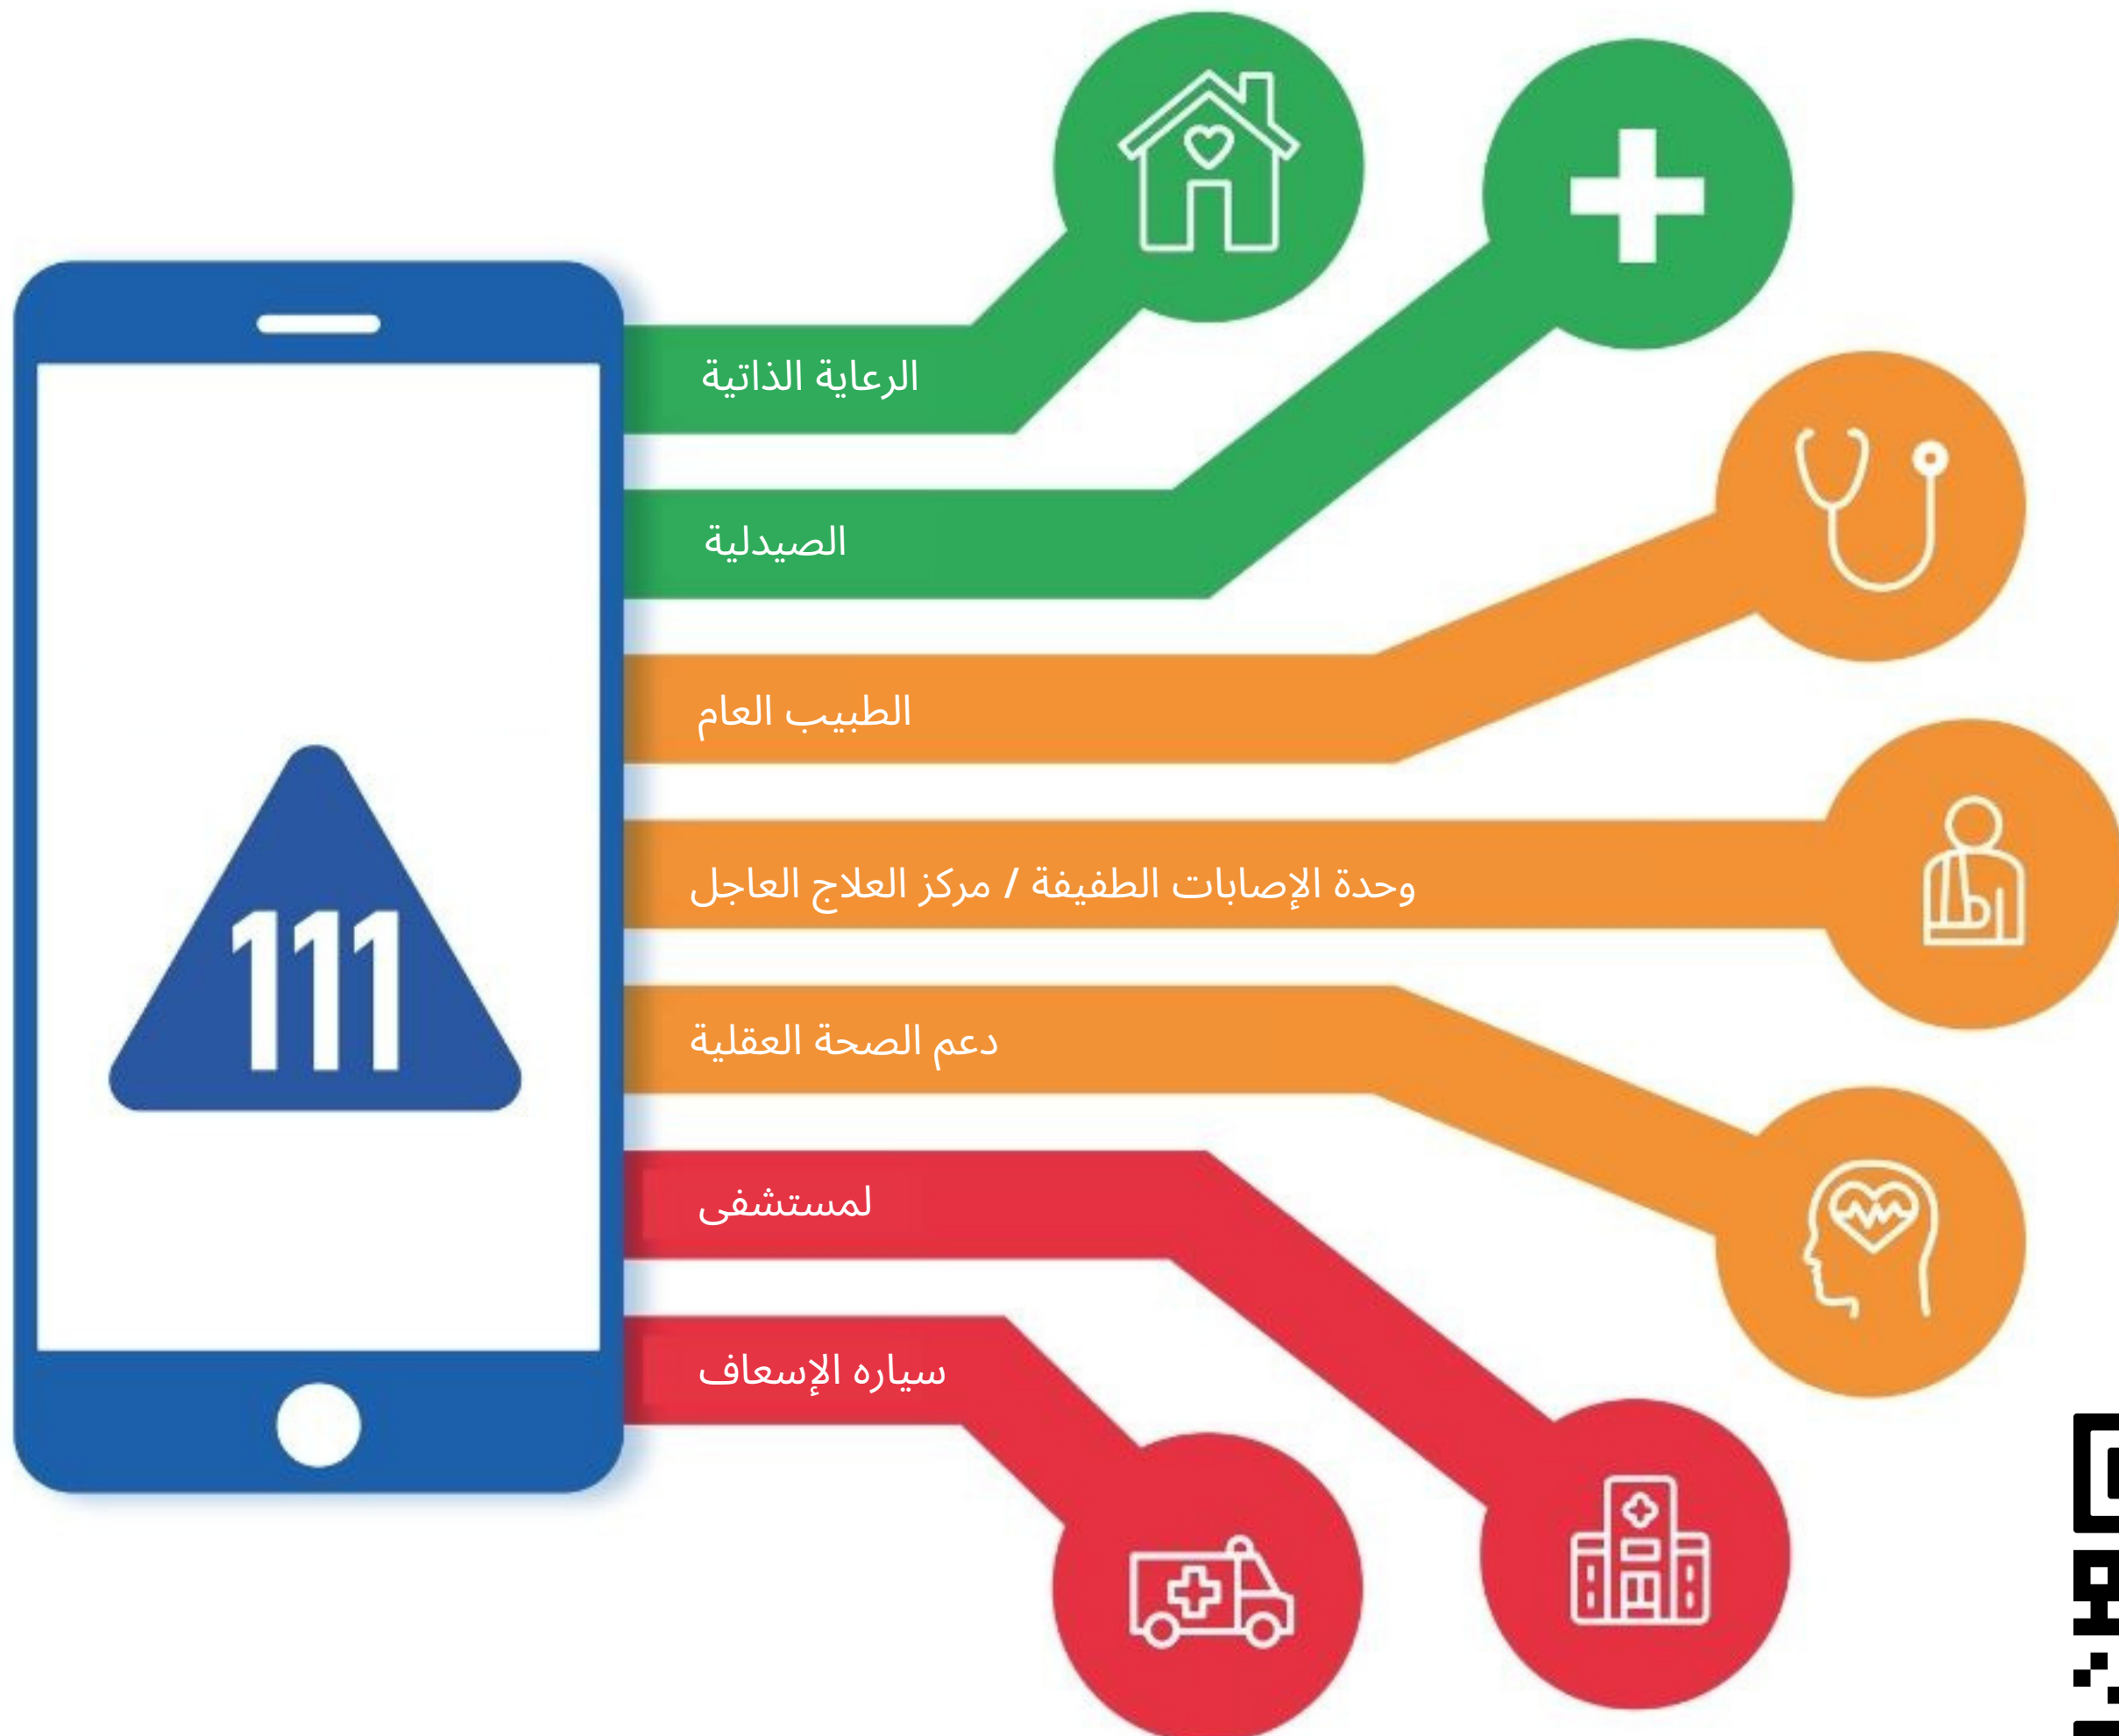 الرعاية الذاتية
الصيدلية
الطبيب العام
وحدة الإصابات الطفيفة / مركز العلاج العاجل
دعم الصحة العقلية
لمستشفى
سياره الإسعاف
111